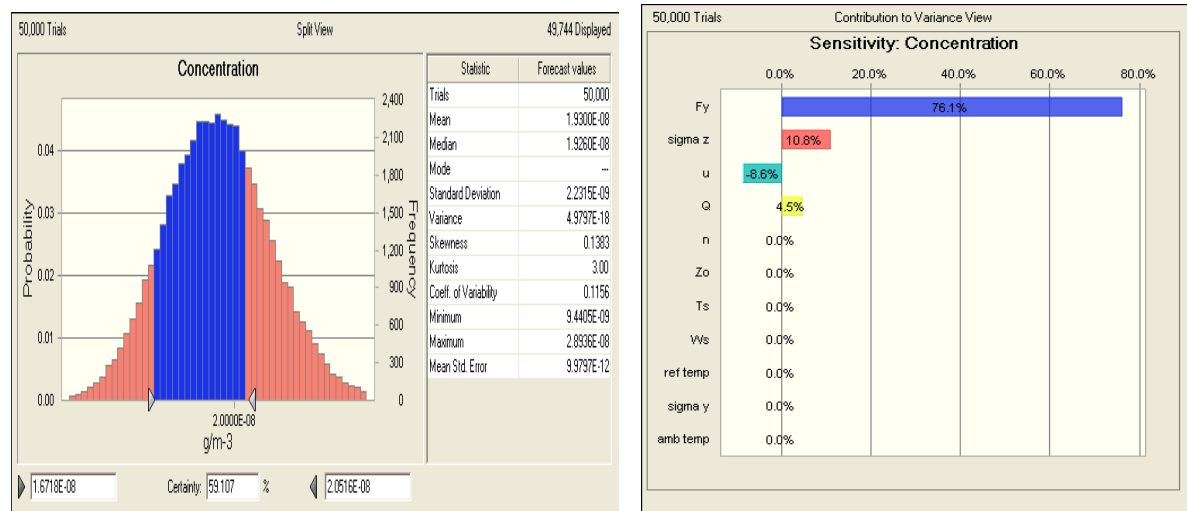 50,000 Trials Split View 49,744 Displayed
Concentration
Probability
0.04
0.03
0.02
0.01
0.00
2,400
2,100
1,800
1,500
1,200
900
600
300
0
Frequency
2.0000E-08
g/m-3
Statistic Forecast values
Trials 50,000
Mean 1.9300E-08
Median 1.9260E-08
Mode ---
Standard Deviation 2.2315E-09
Variance 4.9797E-18
Skewness 0.1383
Kurtosis 3.00
Coeff. of Variability 0.1156
Minimum 9.4405E-09
Maximum 2.8936E-08
Mean Std. Error 9.9797E-12
1.6718E-08 Certainty: 59.107 % 2.0516E-08
50,000 Trials Contribution to Variance View
Sensitivity: Concentration
0.0% 20.0% 40.0% 60.0% 80.0%
Fy 76.1%
sigma z 10.8%
u -8.6%
Q 4.5%
n 0.0%
Zo 0.0%
Ts 0.0%
Ws 0.0%
ref temp 0.0%
sigma y 0.0%
amb temp 0.0%